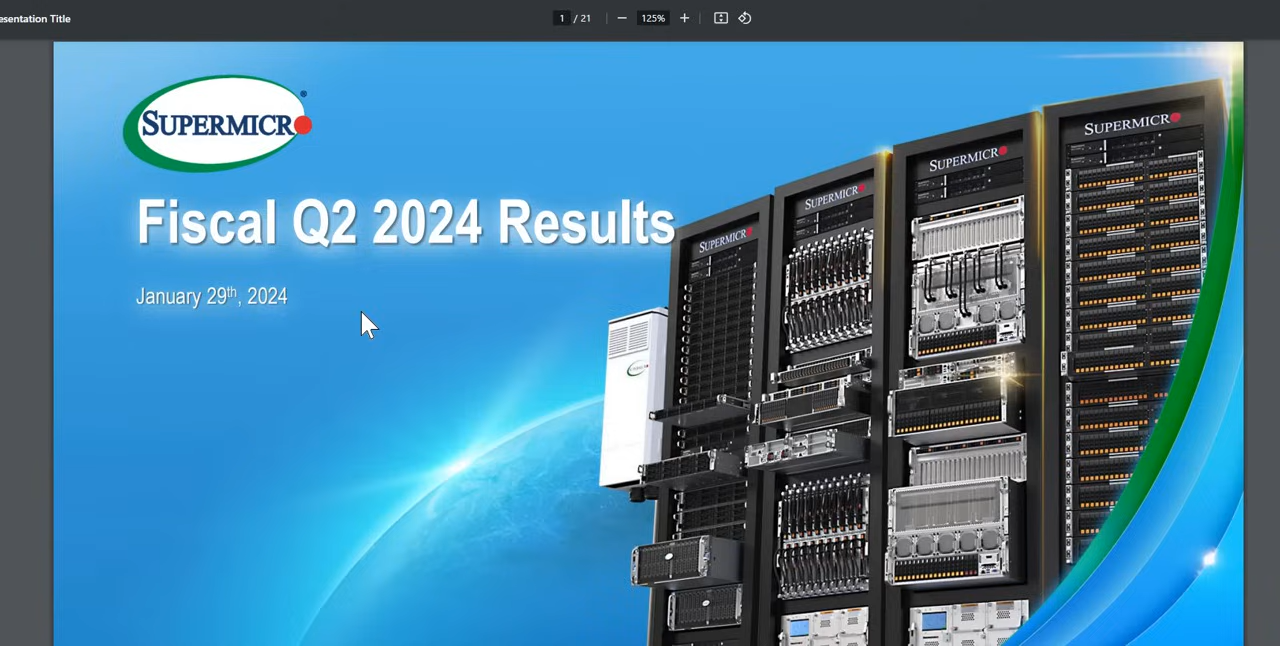 esentation Title
1 / 21
125%
SUPERMICRO
®
Fiscal Q2 2024 Results
January 29th, 2024
SUPERMICRO
SUPERMICRO
SUPERMICRO
SUPERMICRO